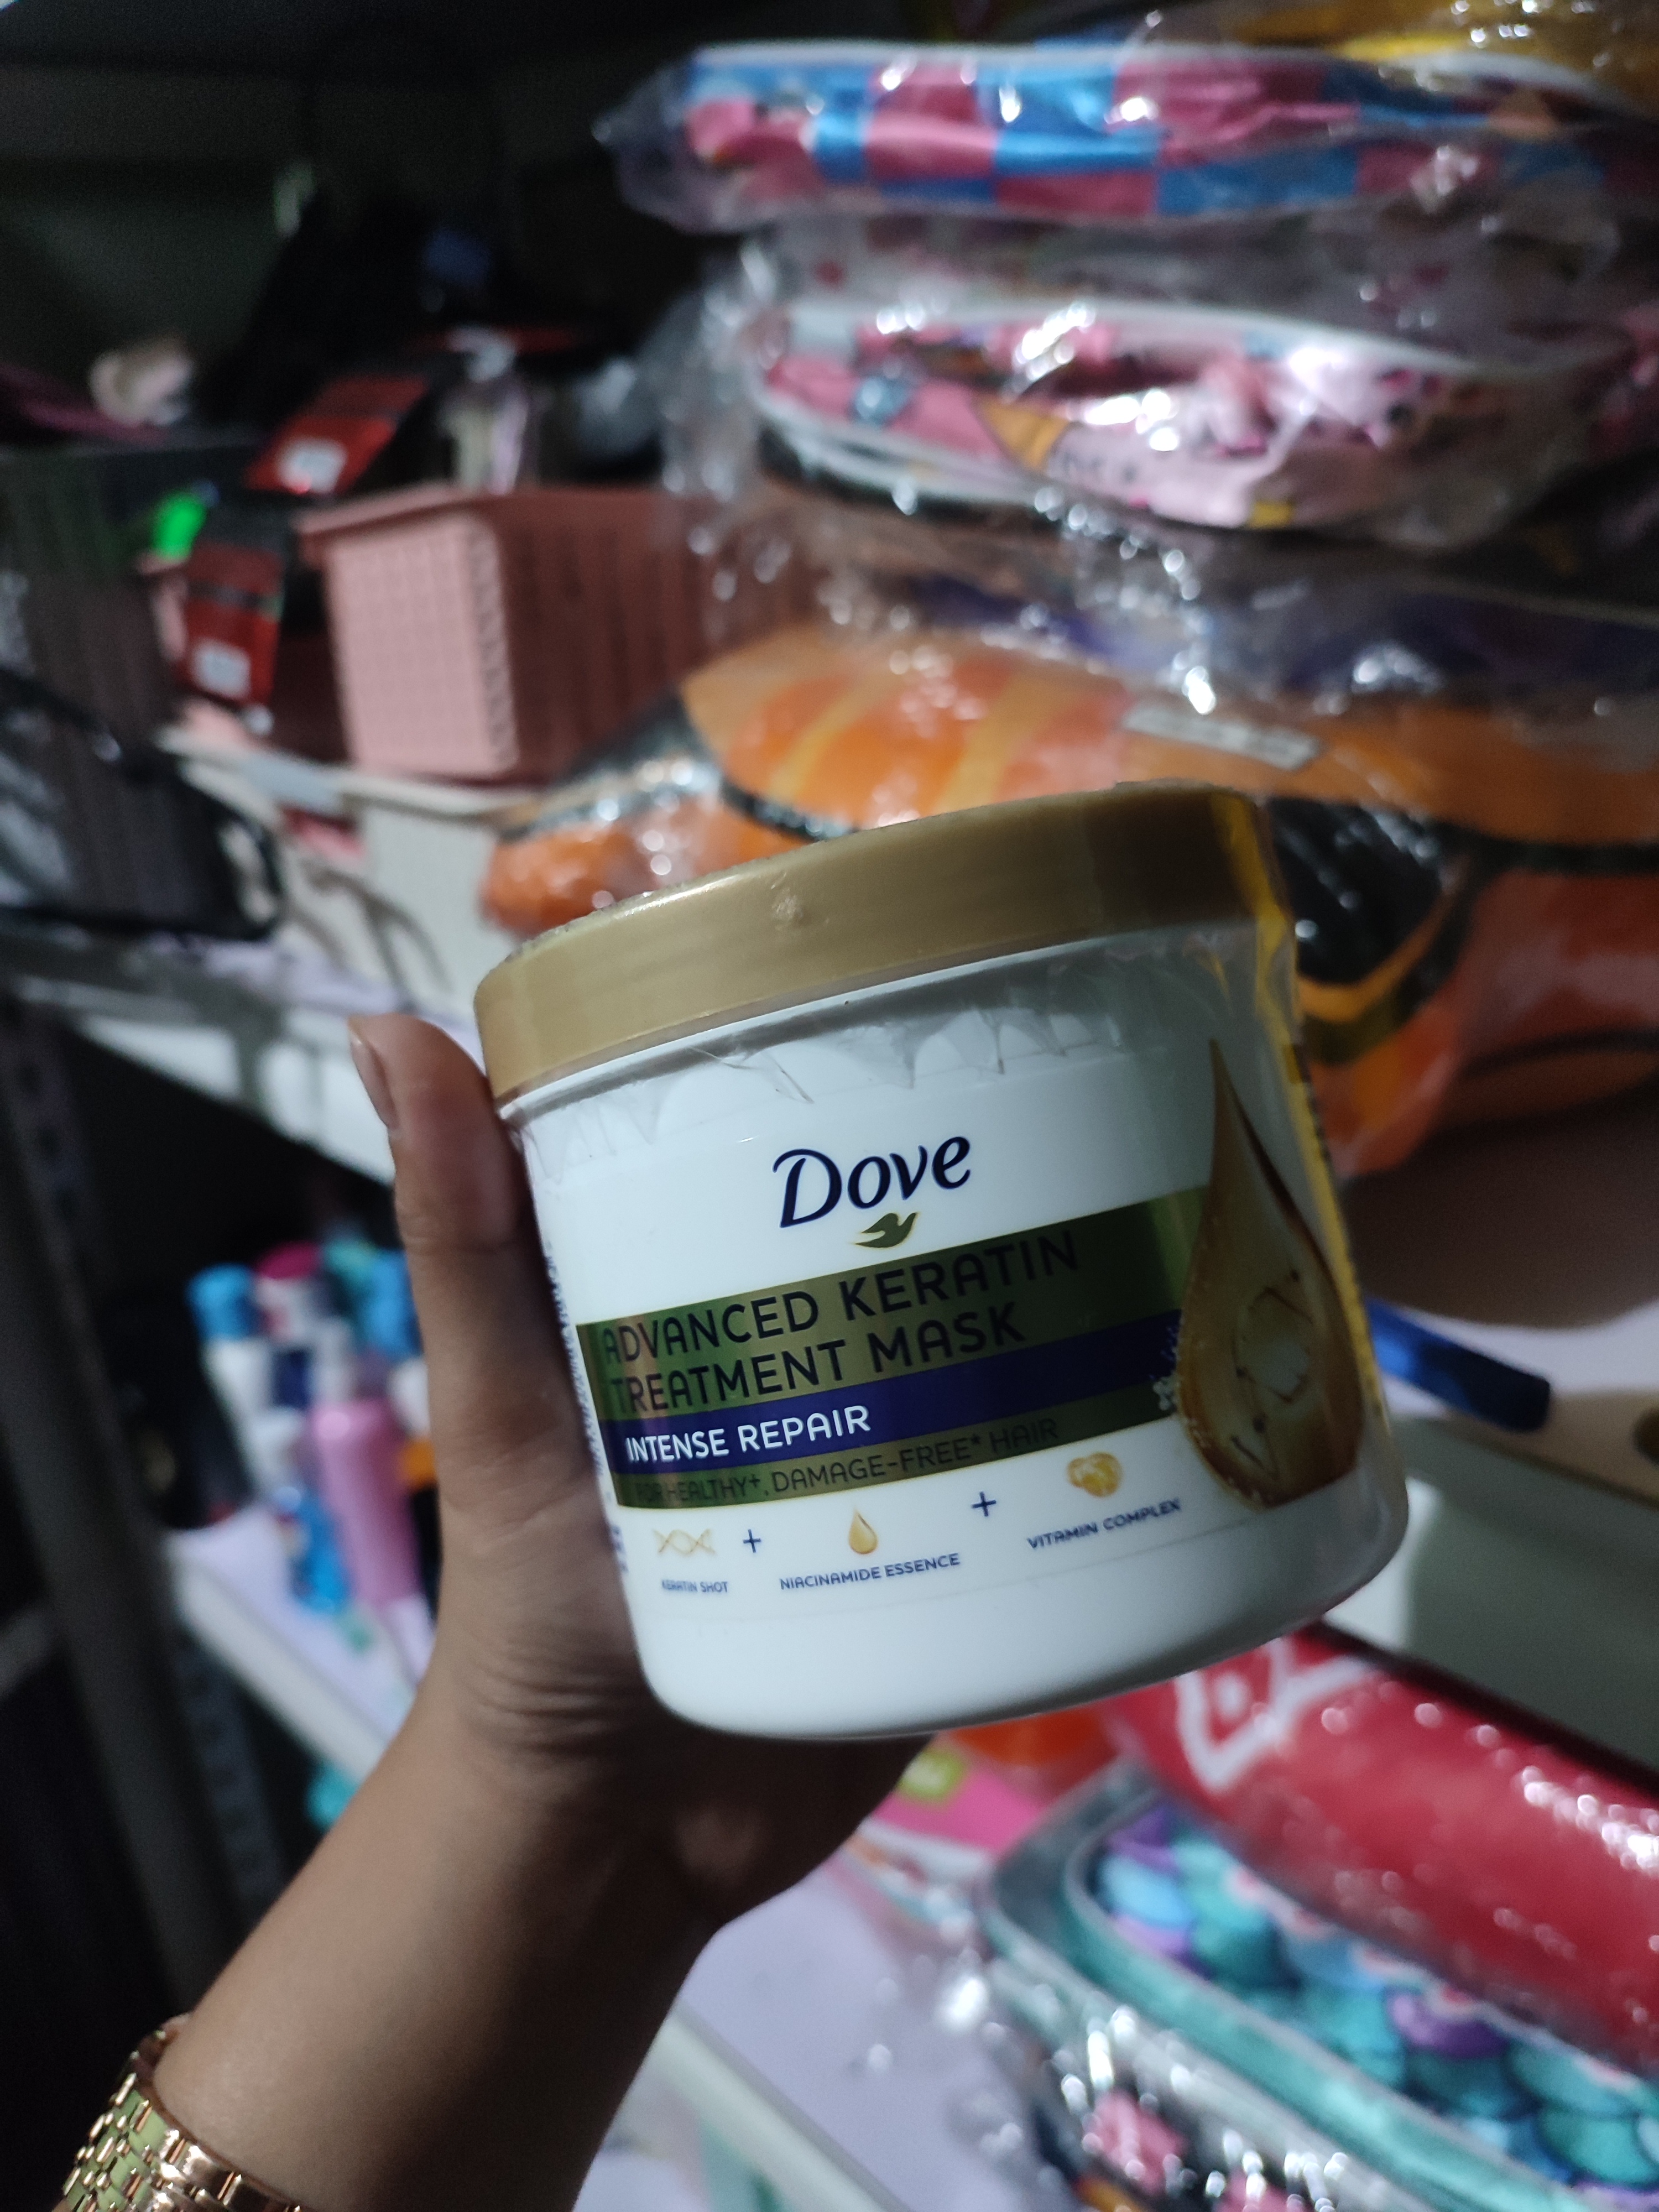 Dove
ADVANCED KERATIN
TREATMENT MASK
INTENSE REPAIR
FOR HEALTHY+, DAMAGE-FREE* HAIR
KERATIN SHOT
+
NIACINAMIDE ESSENCE
+
VITAMIN COMPLEX